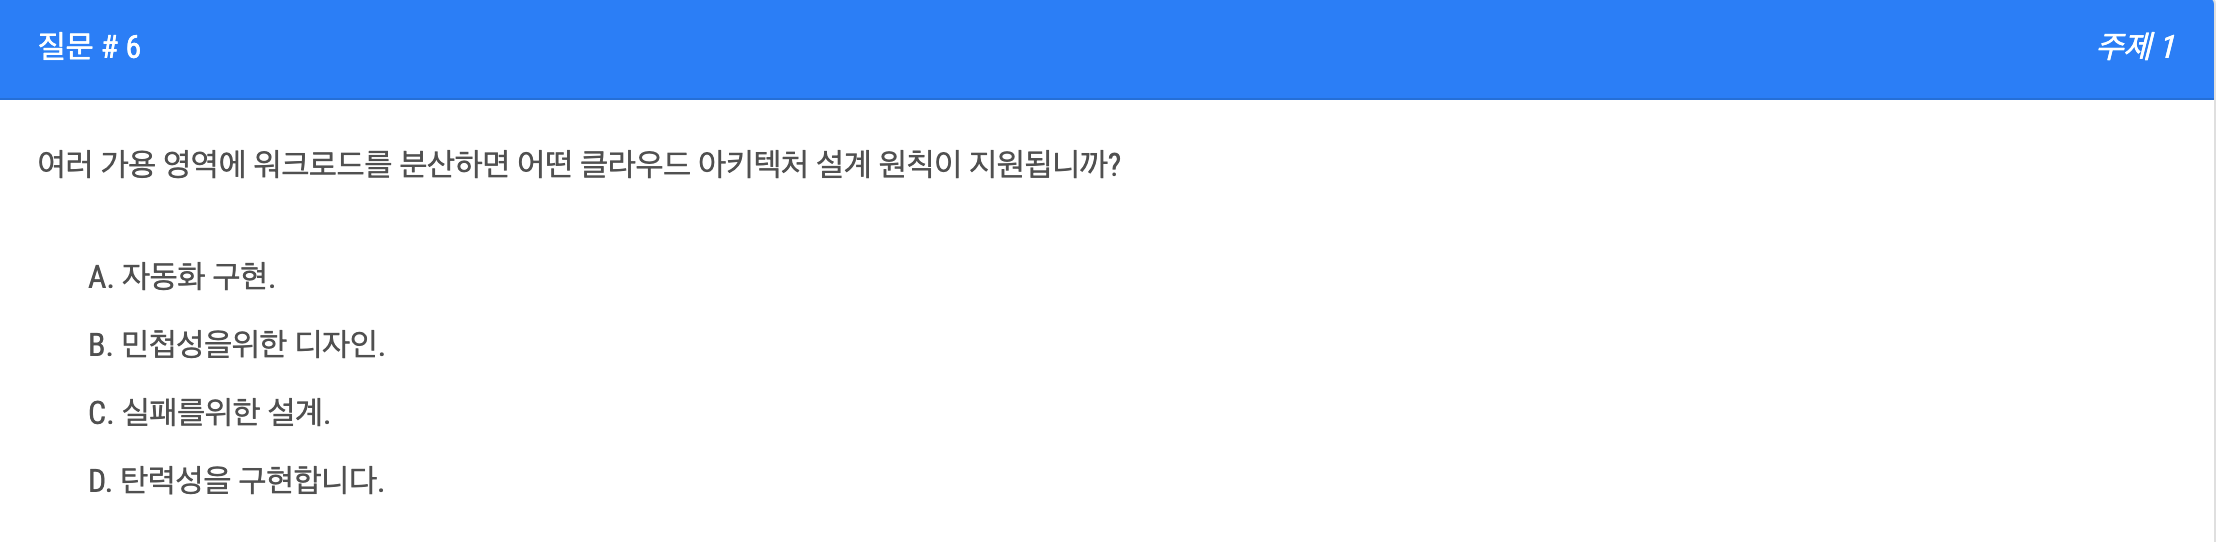 질문 # 6
주제 1
여러 가용 영역에 워크로드를 분산하면 어떤 클라우드 아키텍처 설계 원칙이 지원됩니까?
A. 자동화 구현.
B. 민첩성을위한 디자인.
C. 실패를위한 설계.
D. 탄력성을 구현합니다.